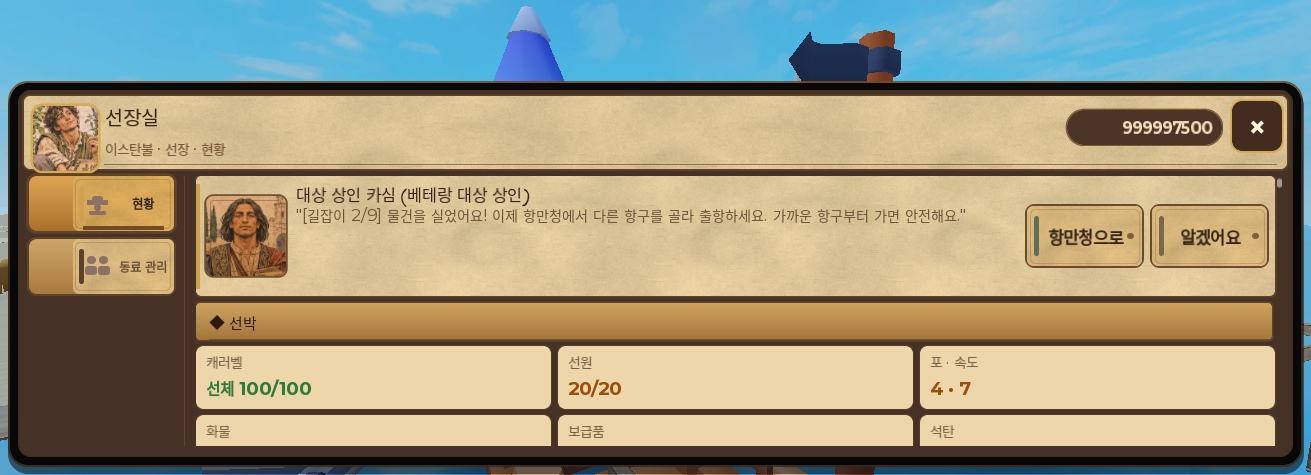 선장실
이스탄불 · 선장 · 현황
999997500
×
현황
동료 관리
대상 상인 카심 (베테랑 대상 상인)
"[길잡이 2/9] 물건을 실었어요! 이제 항만청에서 다른 항구를 골라 출항하세요. 가까운 항구부터 가면 안전해요."
항만청으로
알겠어요
◆ 선박
캐러벨
선체 100/100
선원
20/20
포 · 속도
4 · 7
화물
보급품
석탄